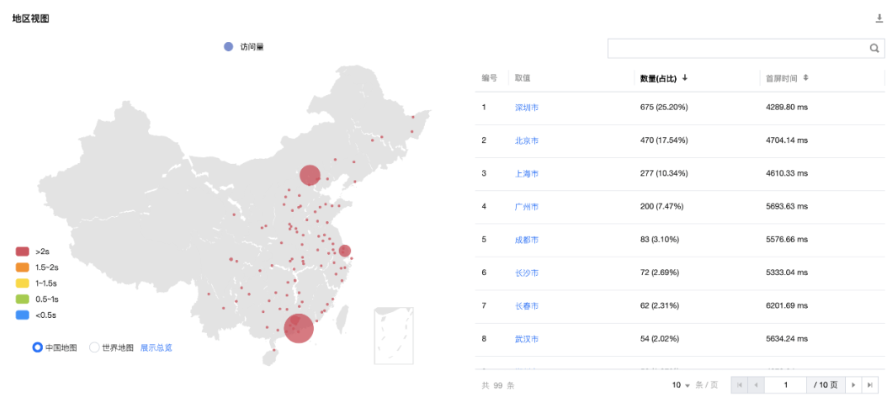 地区视图
访问量
>2s
1.5~2s
1~1.5s
0.5~1s
<0.5s
中国地图 世界地图 展示总览
编号 取值 数量(占比) 首屏时间
1 深圳市 675 (25.20%) 4289.80 ms
2 北京市 470 (17.54%) 4704.14 ms
3 上海市 277 (10.34%) 4610.33 ms
4 广州市 200 (7.47%) 5693.63 ms
5 成都市 83 (3.10%) 5576.66 ms
6 长沙市 72 (2.69%) 5333.04 ms
7 长春市 62 (2.31%) 6201.69 ms
8 武汉市 54 (2.02%) 5634.24 ms
共 99 条 10 条 / 页 1 / 10 页